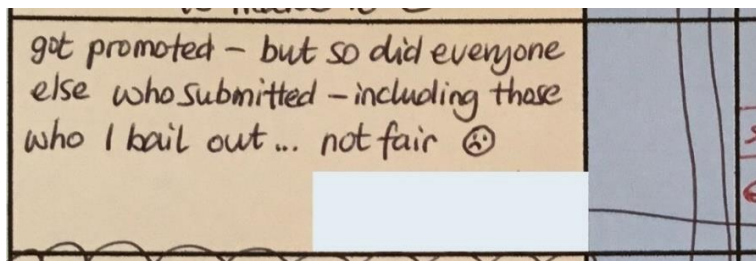 got promoted – but so did everyone
else who submitted – including those
who I bail out... not fair ☹